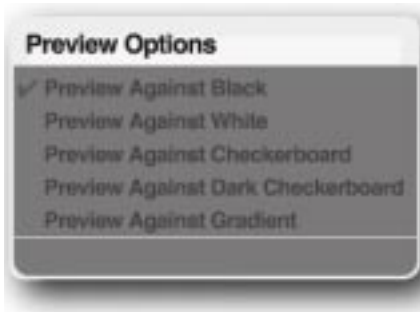 Preview Options
✓ Preview Against Black
Preview Against White
Preview Against Checkerboard
Preview Against Dark Checkerboard
Preview Against Gradient